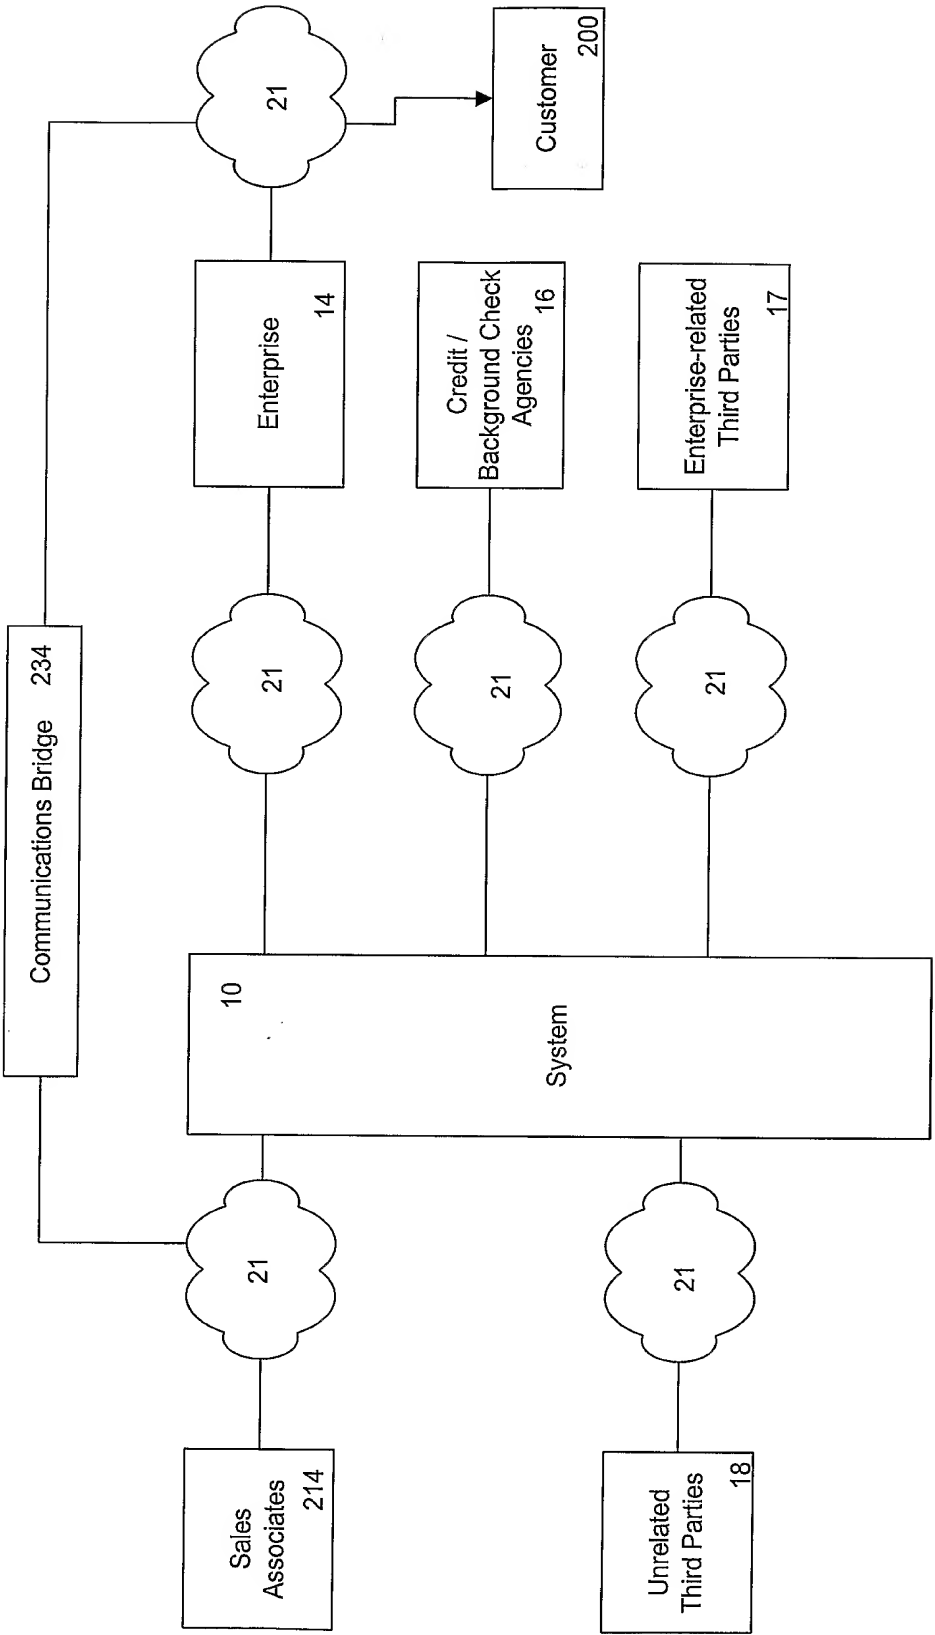 Communications Bridge 234
Sales
Associates
214
21
10
System
21
Enterprise
14
21
Customer
200
21
Credit /
Background Check
Agencies
16
Unrelated
Third Parties
18
21
21
Enterprise-related
Third Parties
17